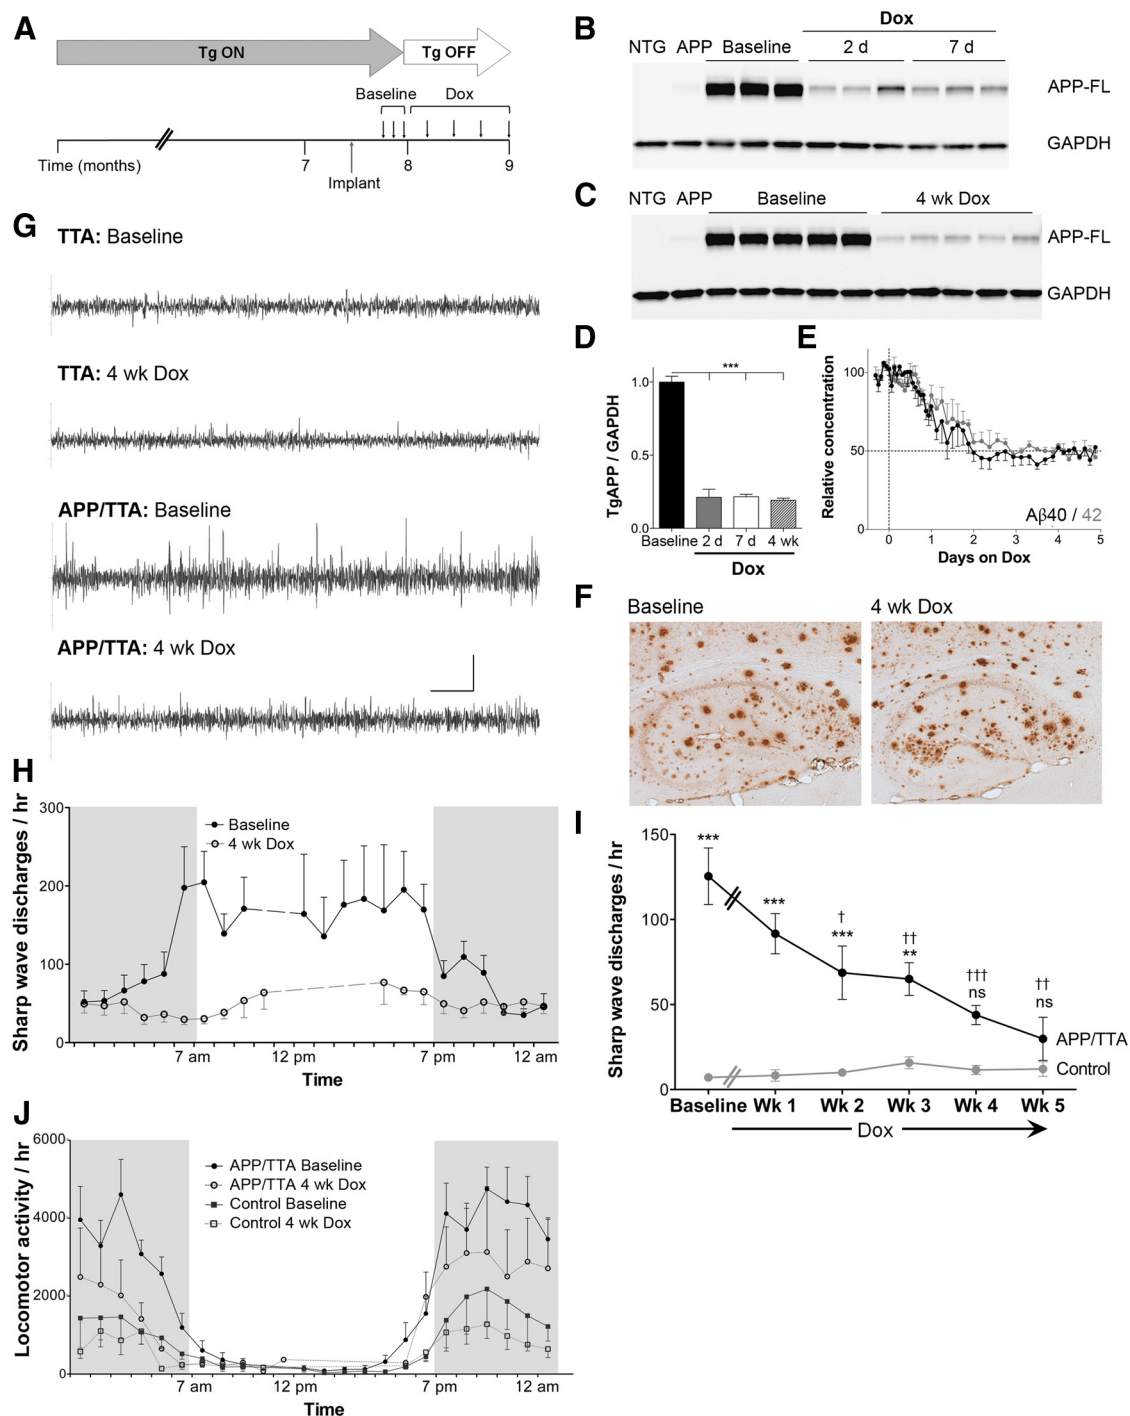 A
Tg ON
Tg OFF
Baseline
Dox
Time (months)
7
8
9
Implant
B
Dox
NTG APP Baseline 2 d 7 d
APP-FL
GAPDH
C
NTG APP Baseline 4 wk Dox
APP-FL
GAPDH
G
TTA: Baseline
TTA: 4 wk Dox
APP/TTA: Baseline
APP/TTA: 4 wk Dox
D
***
1.0
0.5
0.0
TgAPP / GAPDH
Baseline 2 d 7 d 4 wk
Dox
E
100
50
0
Relative concentration
Aβ40 / 42
0 1 2 3 4 5
Days on Dox
F
Baseline
4 wk Dox
H
300
200
100
0
Sharp wave discharges / hr
Baseline
4 wk Dox
7 am 12 pm 7 pm 12 am
Time
I
150
100
50
0
Sharp wave discharges / hr
***
***
†
***
††
**
†††
ns
††
ns
APP/TTA
Control
Baseline Wk 1 Wk 2 Wk 3 Wk 4 Wk 5
Dox
J
6000
4000
2000
0
Locomotor activity / hr
APP/TTA Baseline
APP/TTA 4 wk Dox
Control Baseline
Control 4 wk Dox
7 am 12 pm 7 pm 12 am
Time